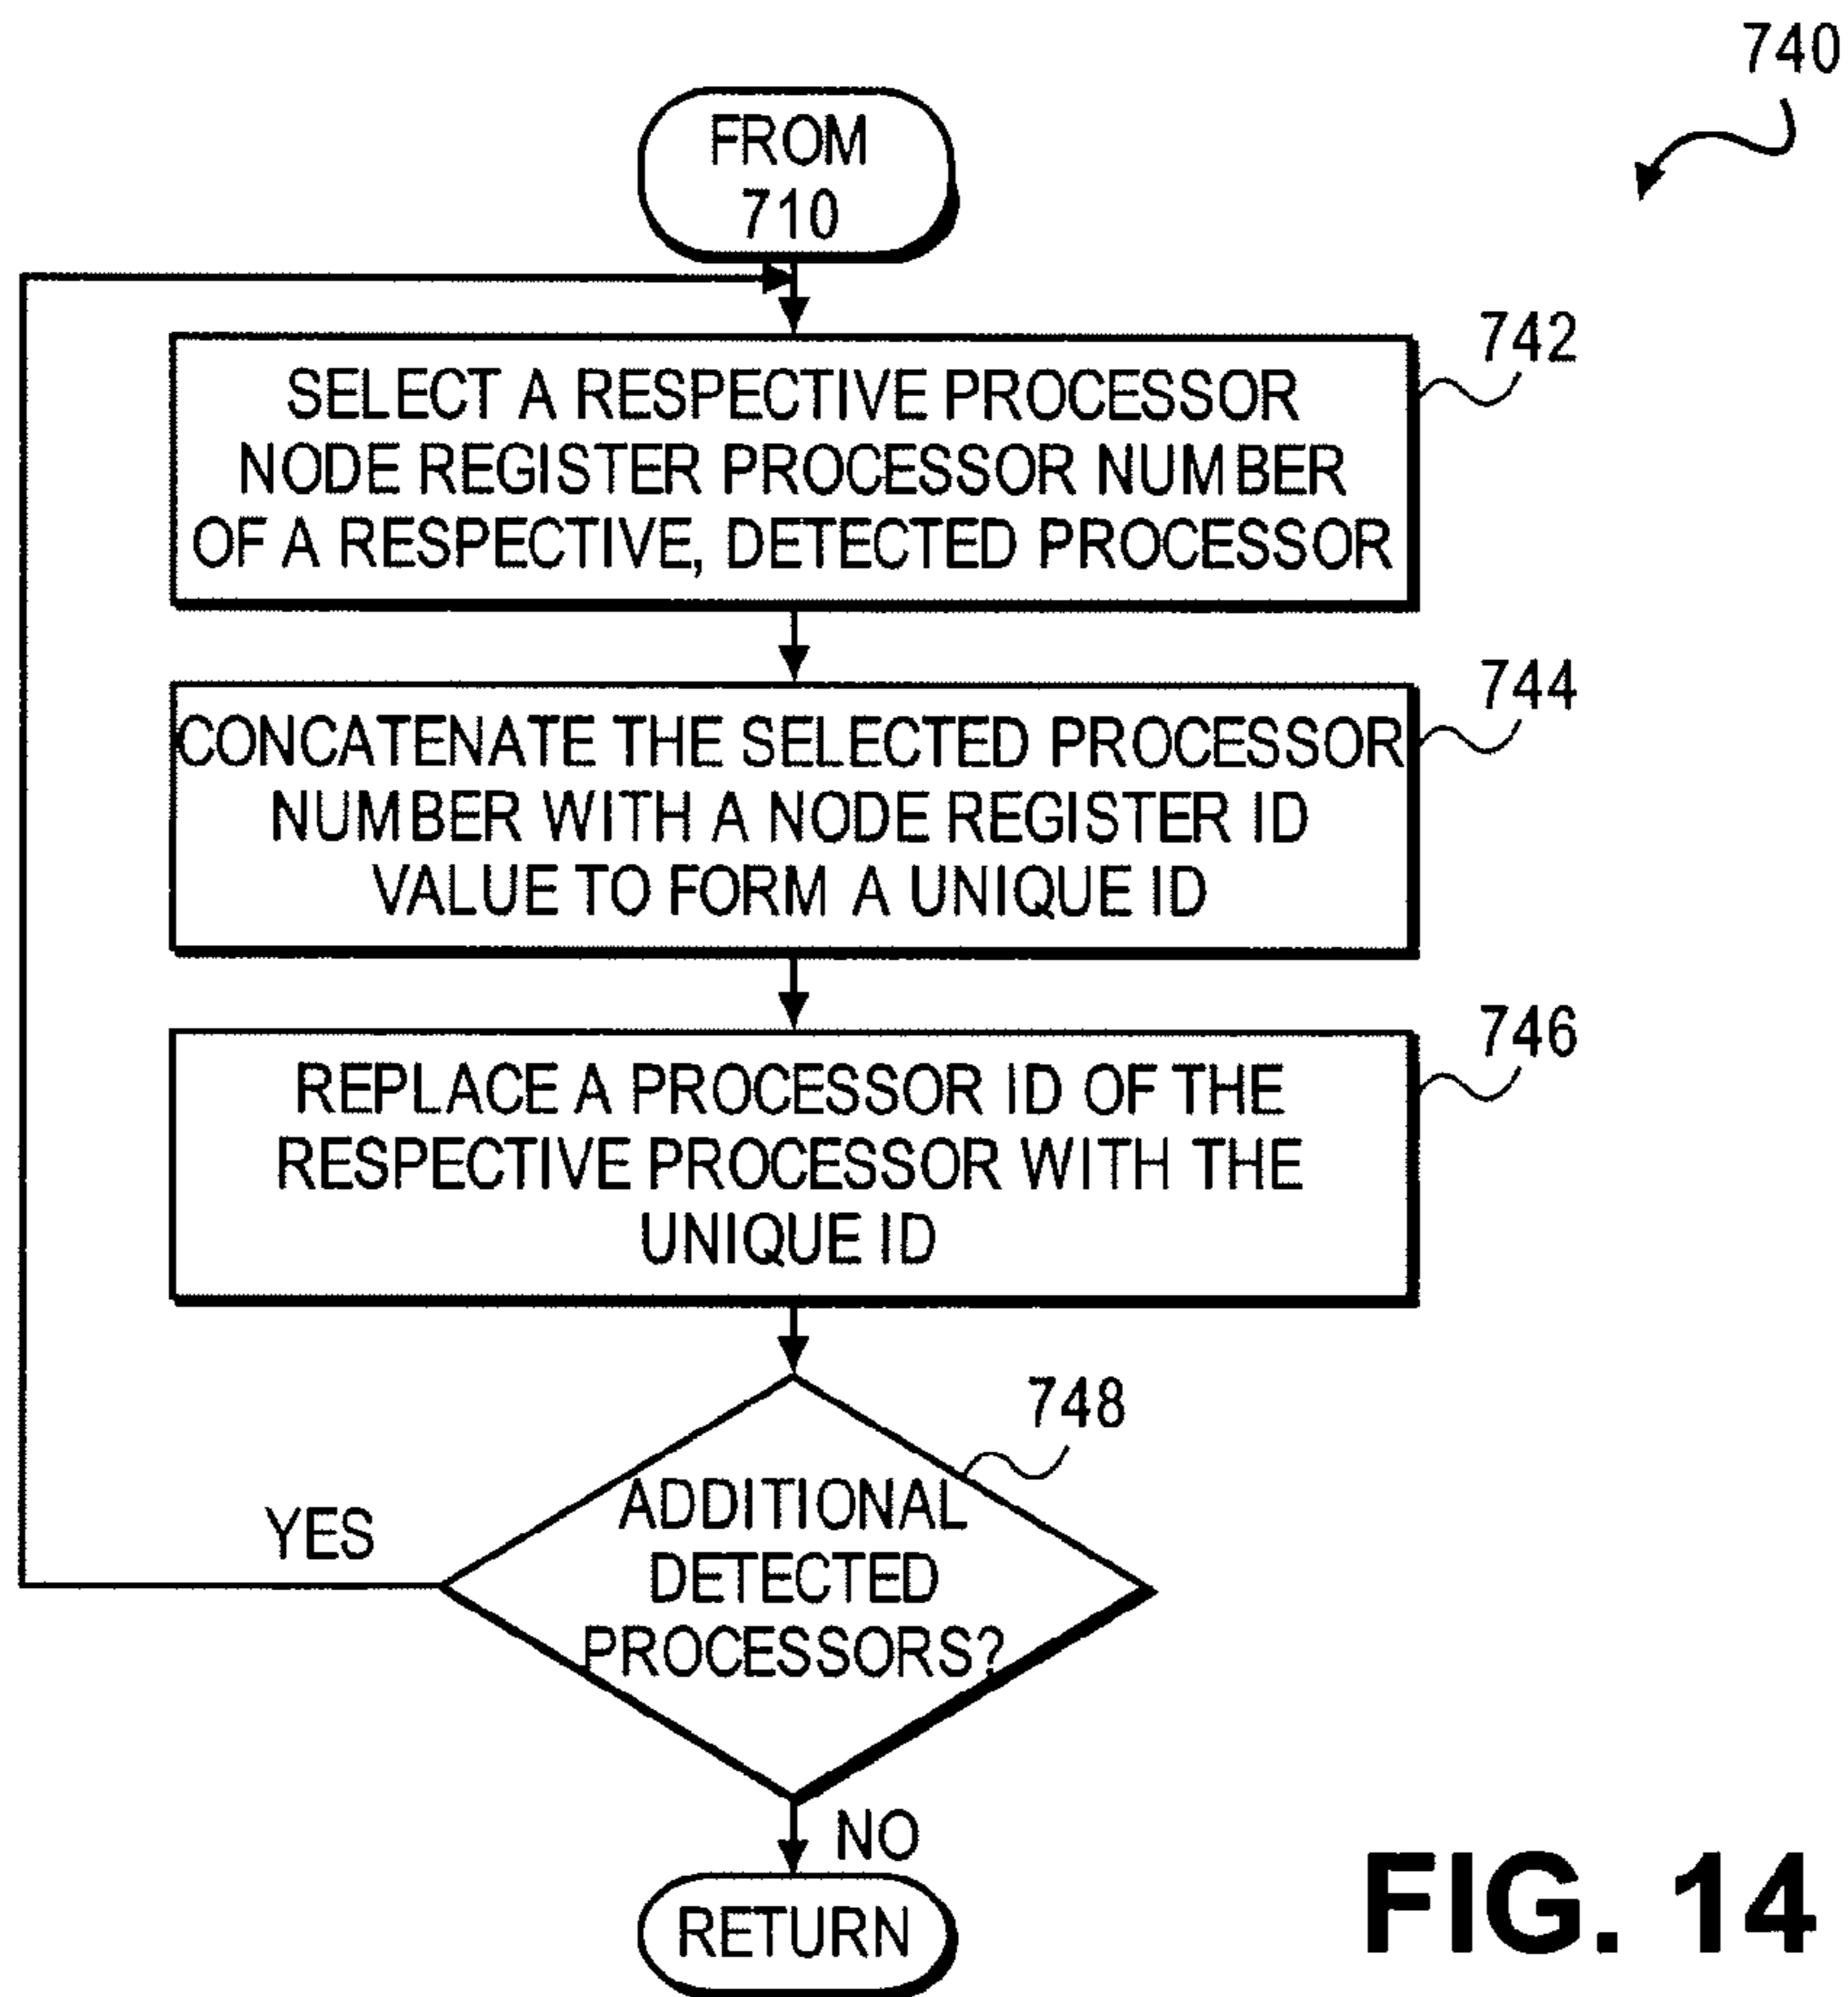 740
FROM
710
742
SELECT A RESPECTIVE PROCESSOR
NODE REGISTER PROCESSOR NUMBER
OF A RESPECTIVE, DETECTED PROCESSOR
744
CONCATENATE THE SELECTED PROCESSOR
NUMBER WITH A NODE REGISTER ID
VALUE TO FORM A UNIQUE ID
746
REPLACE A PROCESSOR ID OF THE
RESPECTIVE PROCESSOR WITH THE
UNIQUE ID
748
ADDITIONAL
DETECTED
PROCESSORS?
YES
NO
RETURN
FIG. 14